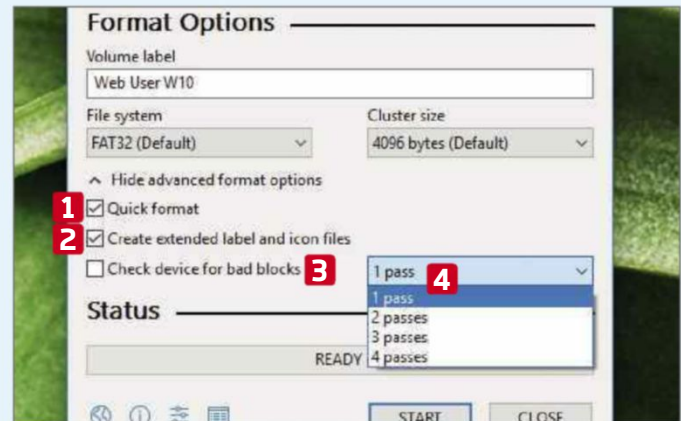 Format Options
Volume label
Web User W10
File system Cluster size
FAT32 (Default) 4096 bytes (Default)
Hide advanced format options
1 Quick format
2 Create extended label and icon files
Check device for bad blocks 3 1 pass 4
1 pass
2 passes
3 passes
4 passes
Status
READY
START CLOSE